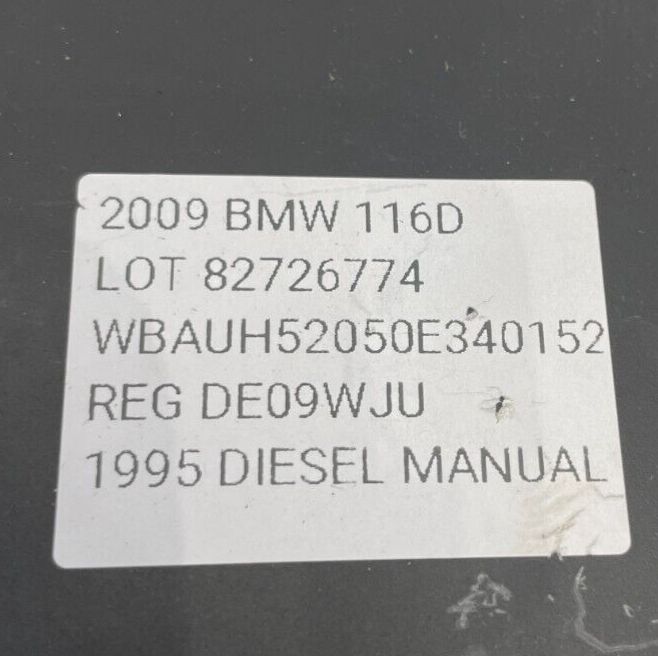 2009 BMW 116D
LOT 82726774
WBAUH52050E340152
REG DE09WJU
1995 DIESEL MANUAL